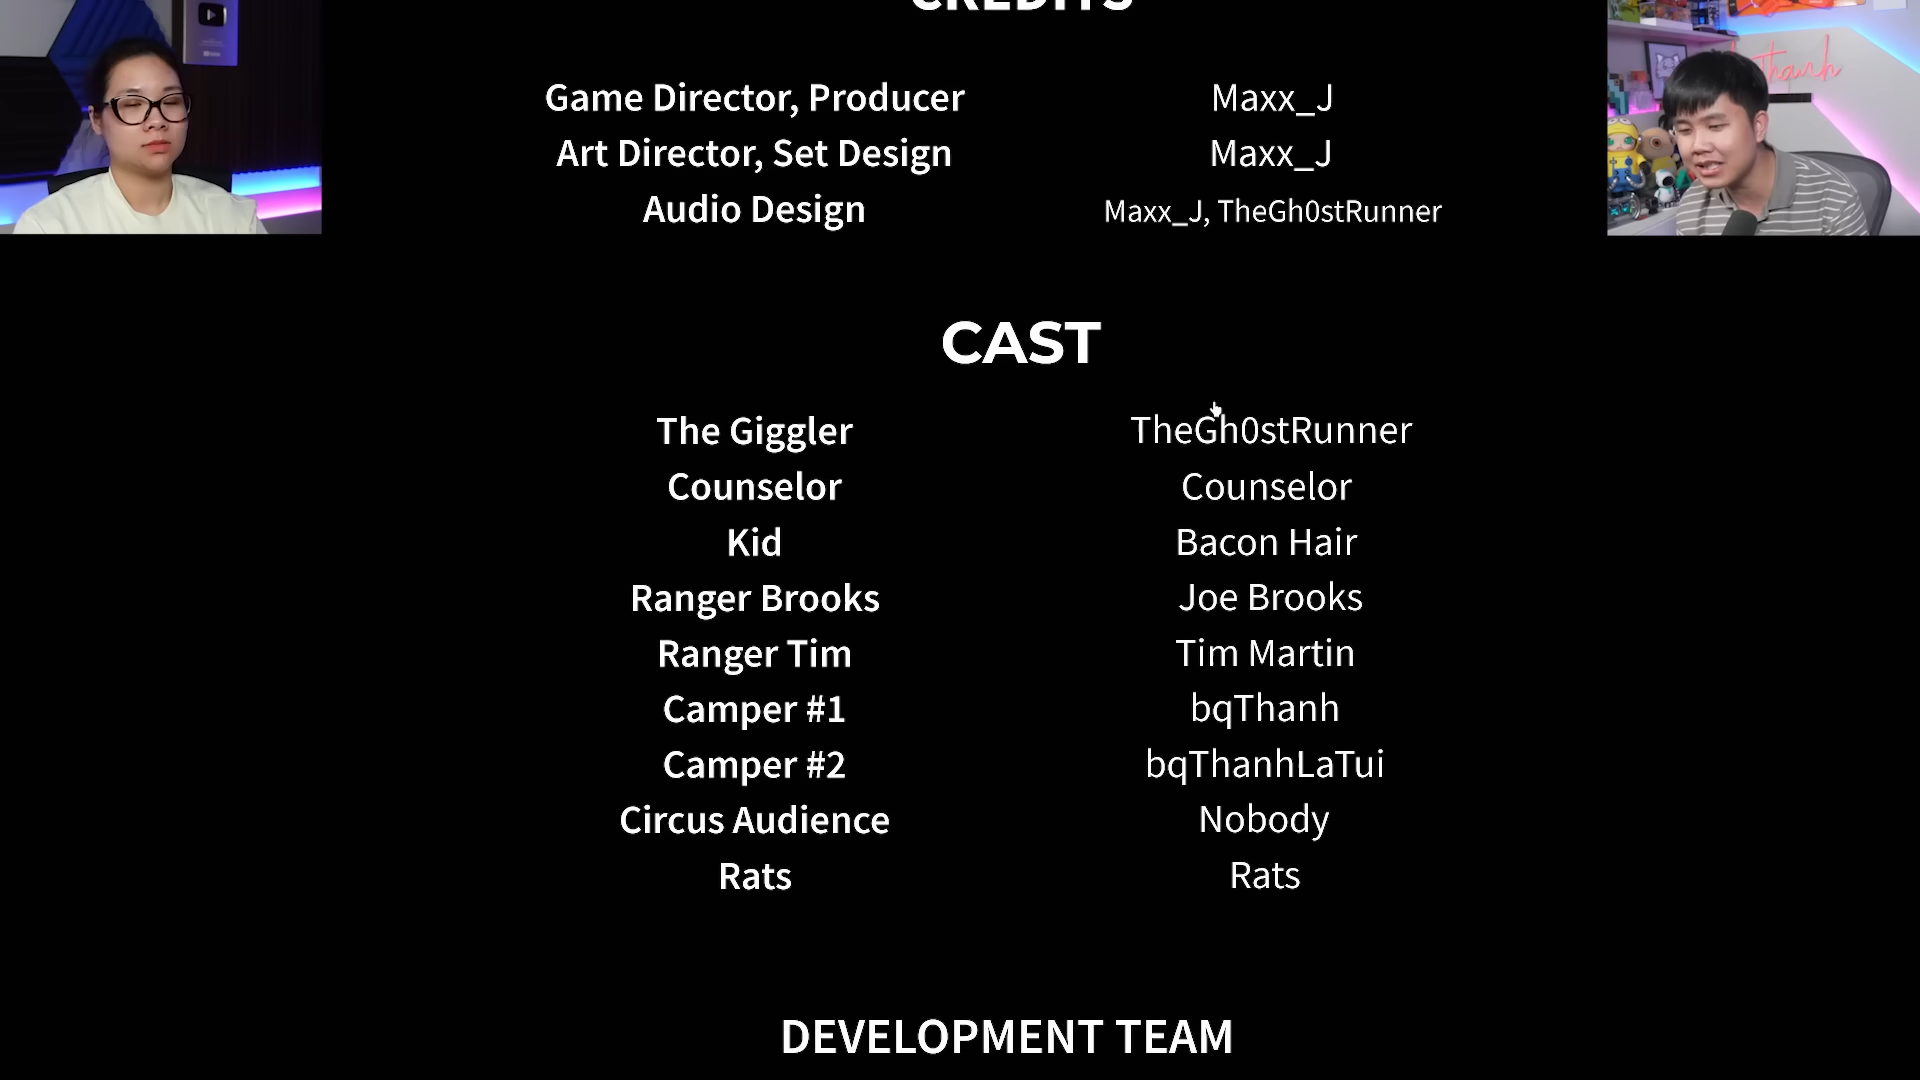 CREDITS
Game Director, Producer Maxx_J
Art Director, Set Design Maxx_J
Audio Design Maxx_J, TheGh0stRunner
CAST
The Giggler TheGh0stRunner
Counselor Counselor
Kid Bacon Hair
Ranger Brooks Joe Brooks
Ranger Tim Tim Martin
Camper #1 bqThanh
Camper #2 bqThanhLaTui
Circus Audience Nobody
Rats Rats
DEVELOPMENT TEAM
Thanh